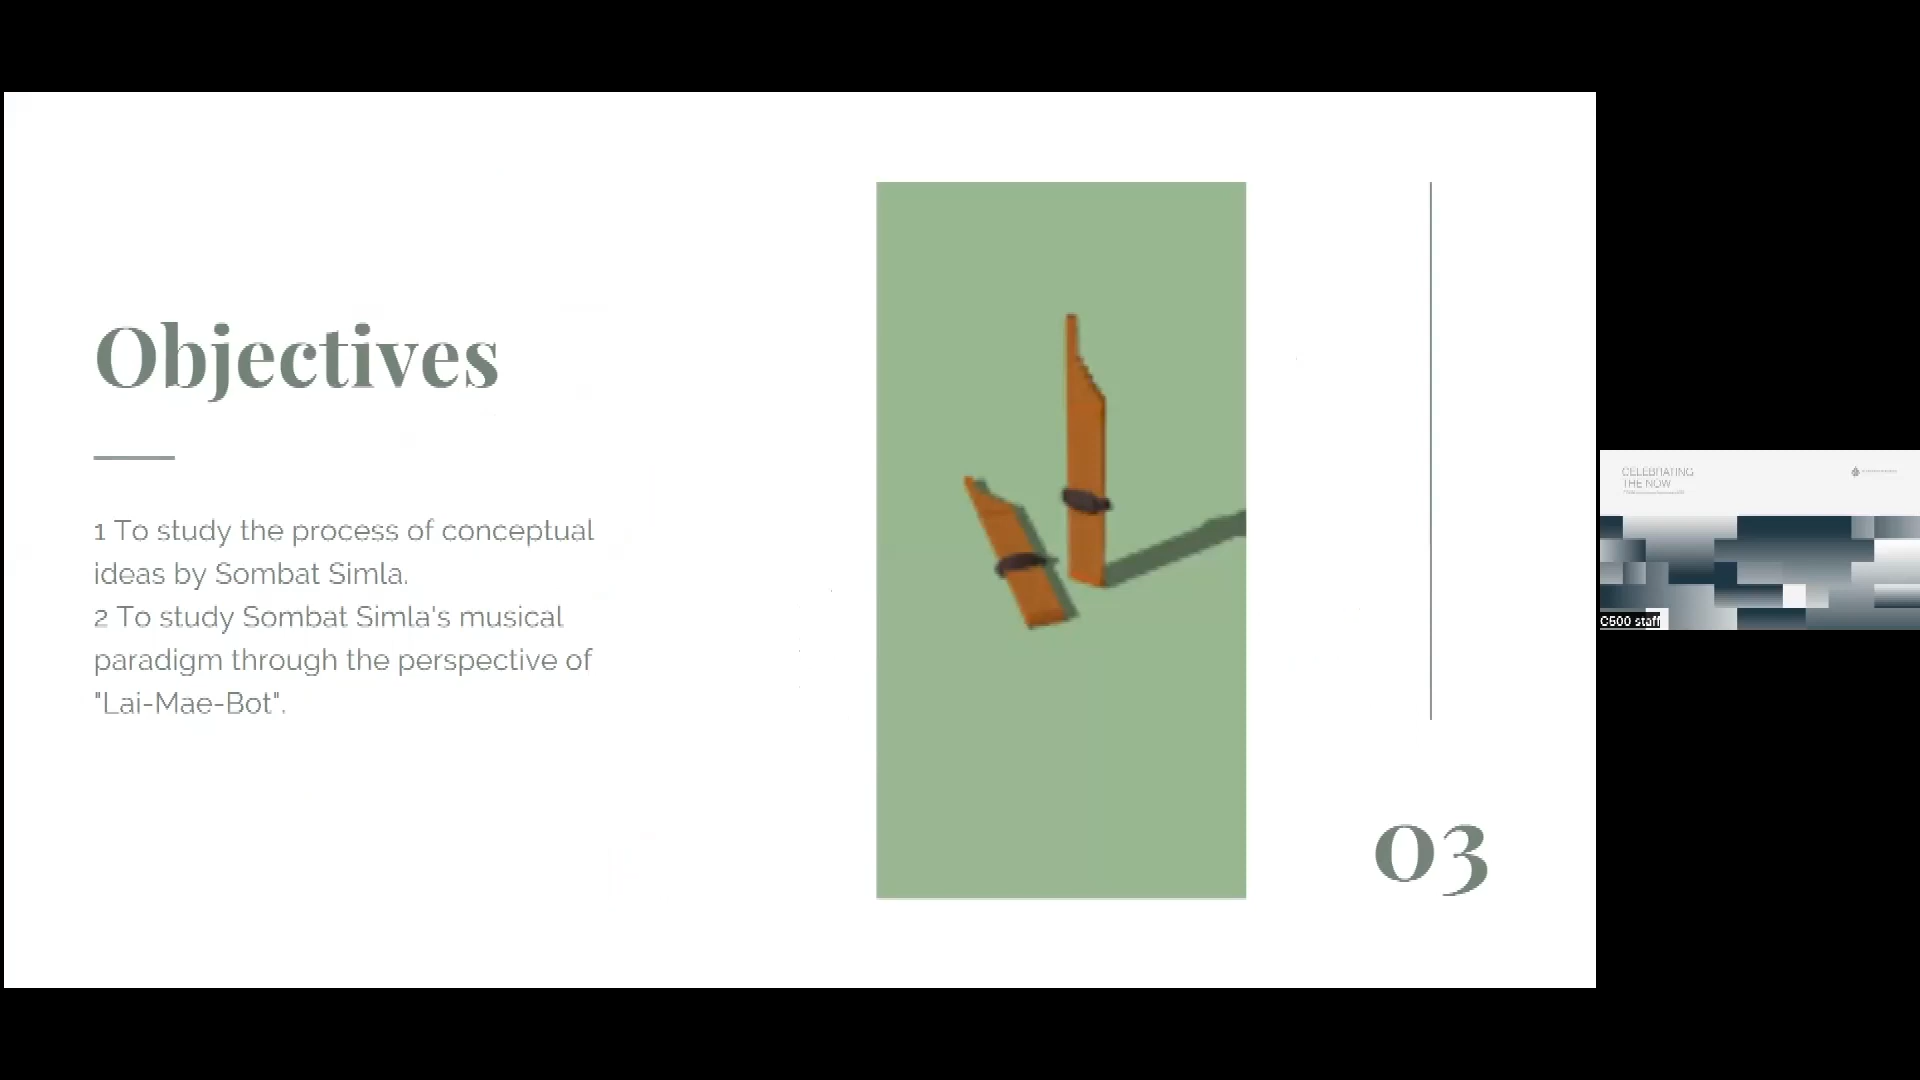 Objectives
1 To study the process of conceptual
ideas by Sombat Simla.
2 To study Sombat Simla's musical
paradigm through the perspective of
"Lai-Mae-Bot".
03
CELEBRATING
THE NOW
C500 staff